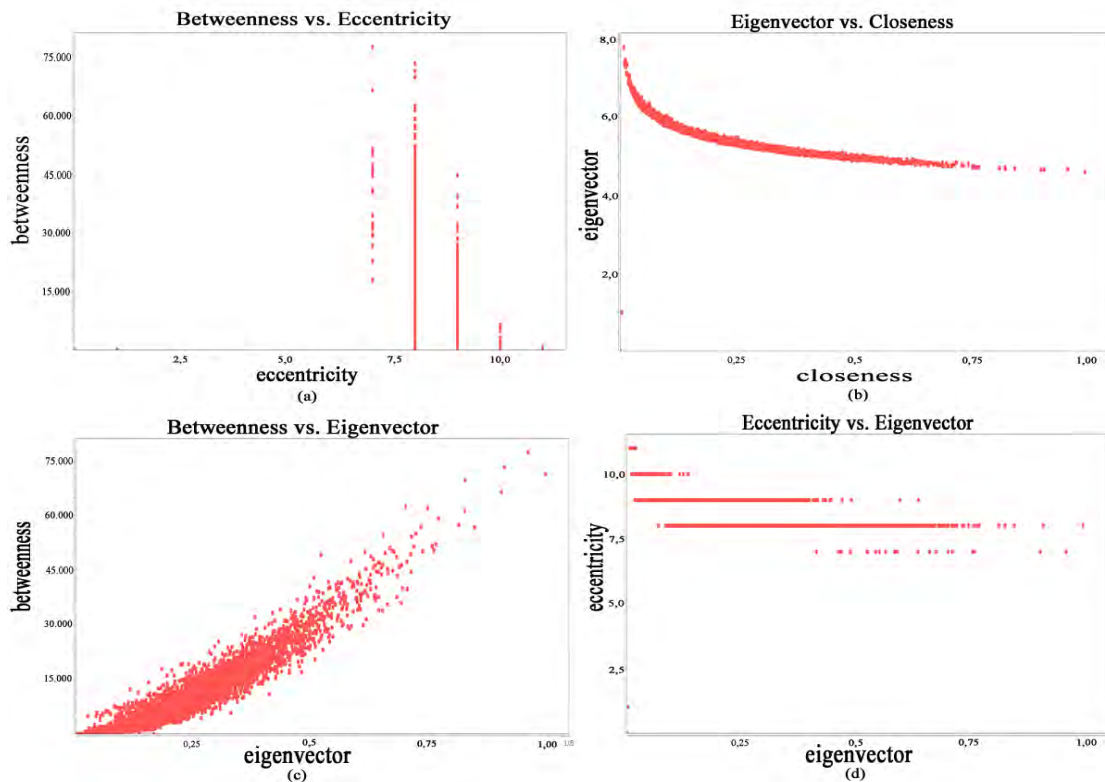 Betweenness vs. Eccentricity
75.000
60.000
45.000
30.000
15.000
betweenness
2,5
5,0
7,5
10,0
eccentricity
(a)
Eigenvector vs. Closeness
8,0
6,0
4,0
2,0
eigenvector
0,25
0,5
0,75
1,00
closeness
(b)
Betweenness vs. Eigenvector
75.000
60.000
45.000
30.000
15.000
betweenness
0,25
0,5
0,75
1,00
eigenvector
(c)
Eccentricity vs. Eigenvector
10,0
7,5
5,0
2,5
eccentricity
0,25
0,5
0,75
1,00
eigenvector
(d)